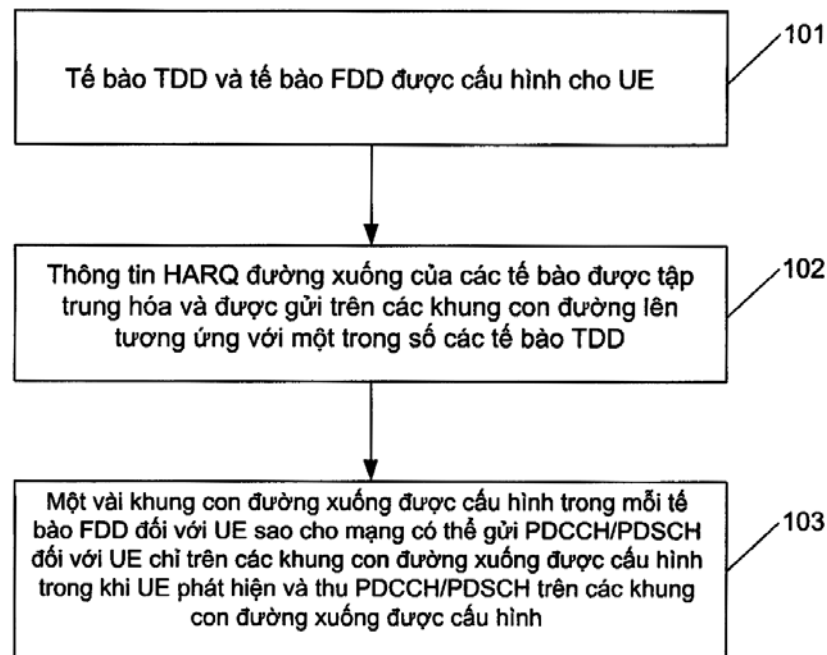 Tế bào TDD và tế bào FDD được cấu hình cho UE
101
Thông tin HARQ đường xuống của các tế bào được tập
trung hóa và được gửi trên các khung con đường lên
tương ứng với một trong số các tế bào TDD
102
Một vài khung con đường xuống được cấu hình trong mỗi tế
bào FDD đối với UE sao cho mạng có thể gửi PDCCH/PDSCH
đối với UE chỉ trên các khung con đường xuống được cấu hình
trong khi UE phát hiện và thu PDCCH/PDSCH trên các khung
con đường xuống được cấu hình
103